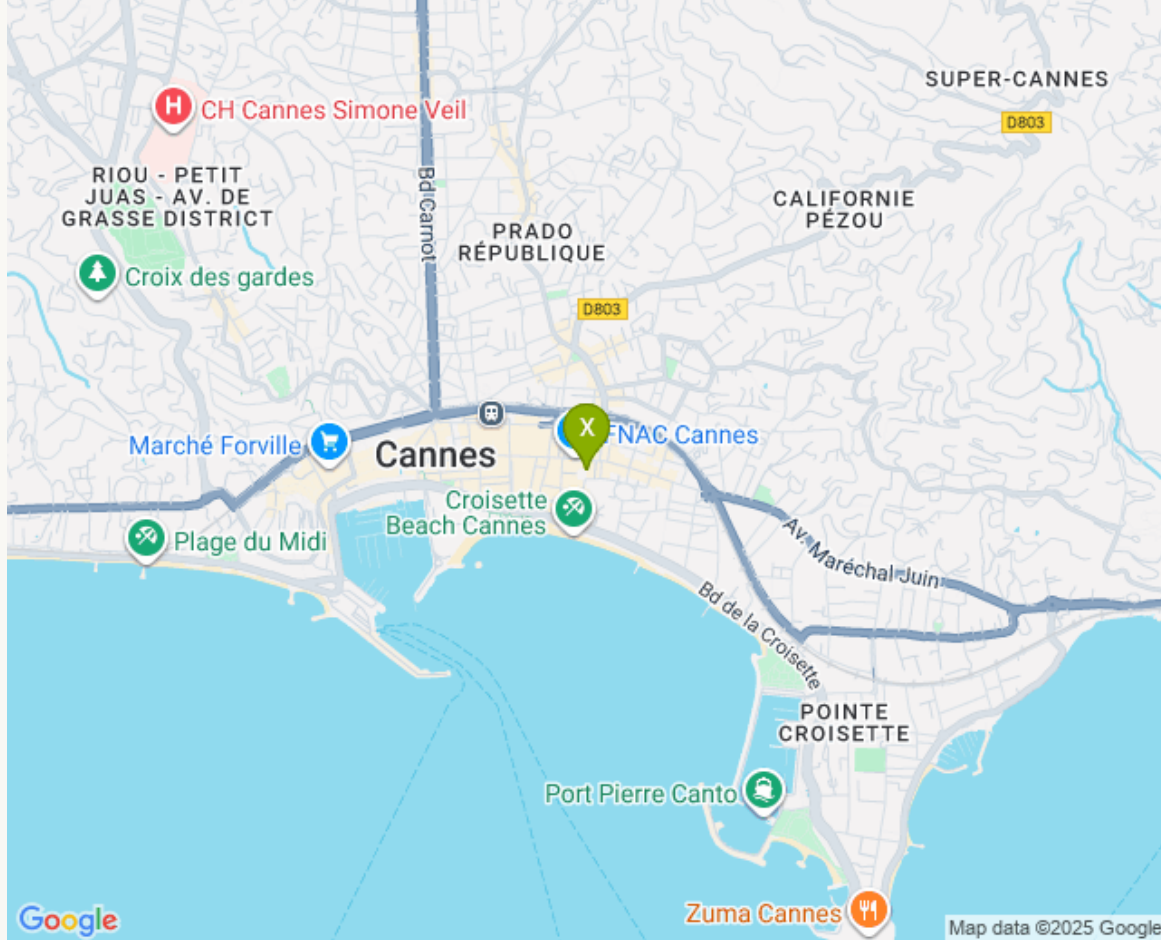 SUPER-CANNES
D803
H
CH Cannes Simone Veil
RIOU - PETIT
JUAS - AV. DE
GRASSE DISTRICT
Bd Carnot
CALIFORNIE
PÉZOU
PRADO
RÉPUBLIQUE
Croix des gardes
D803
X
FNAC Cannes
Marché Forville
Cannes
Croisette
Beach Cannes
Plage du Midi
Av. Maréchal Juin
Bd de la Croisette
POINTE
CROISETTE
Port Pierre Canto
Zuma Cannes
Google
Map data ©2025 Google